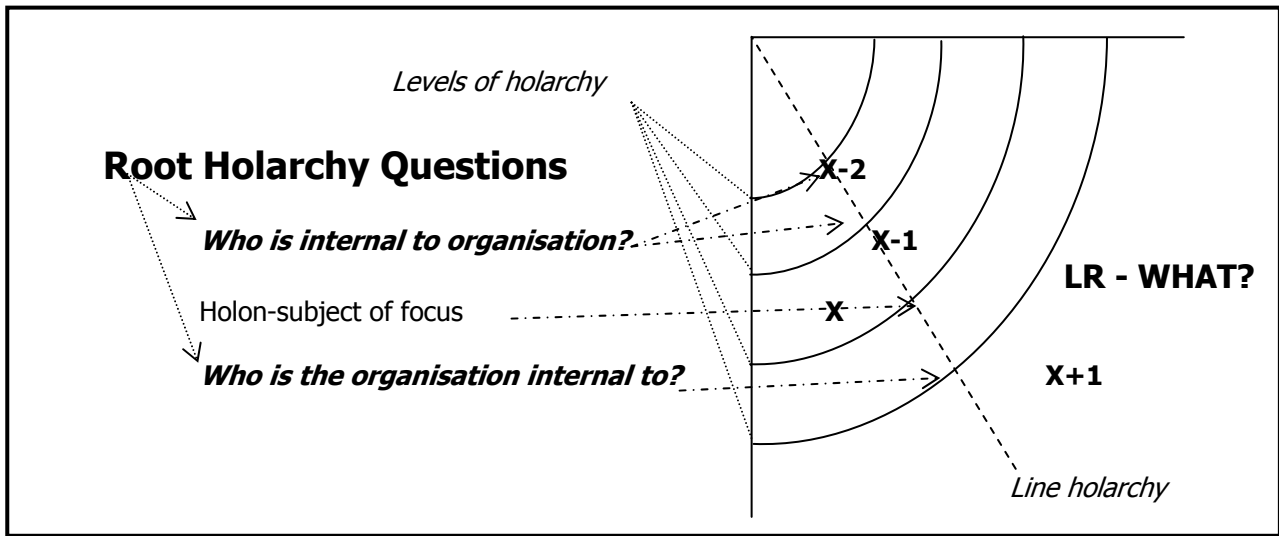 Levels of holarchy
Root Holarchy Questions
X-2
Who is internal to organisation?
X-1
LR - WHAT?
Holon-subject of focus
X
Who is the organisation internal to?
X+1
Line holarchy